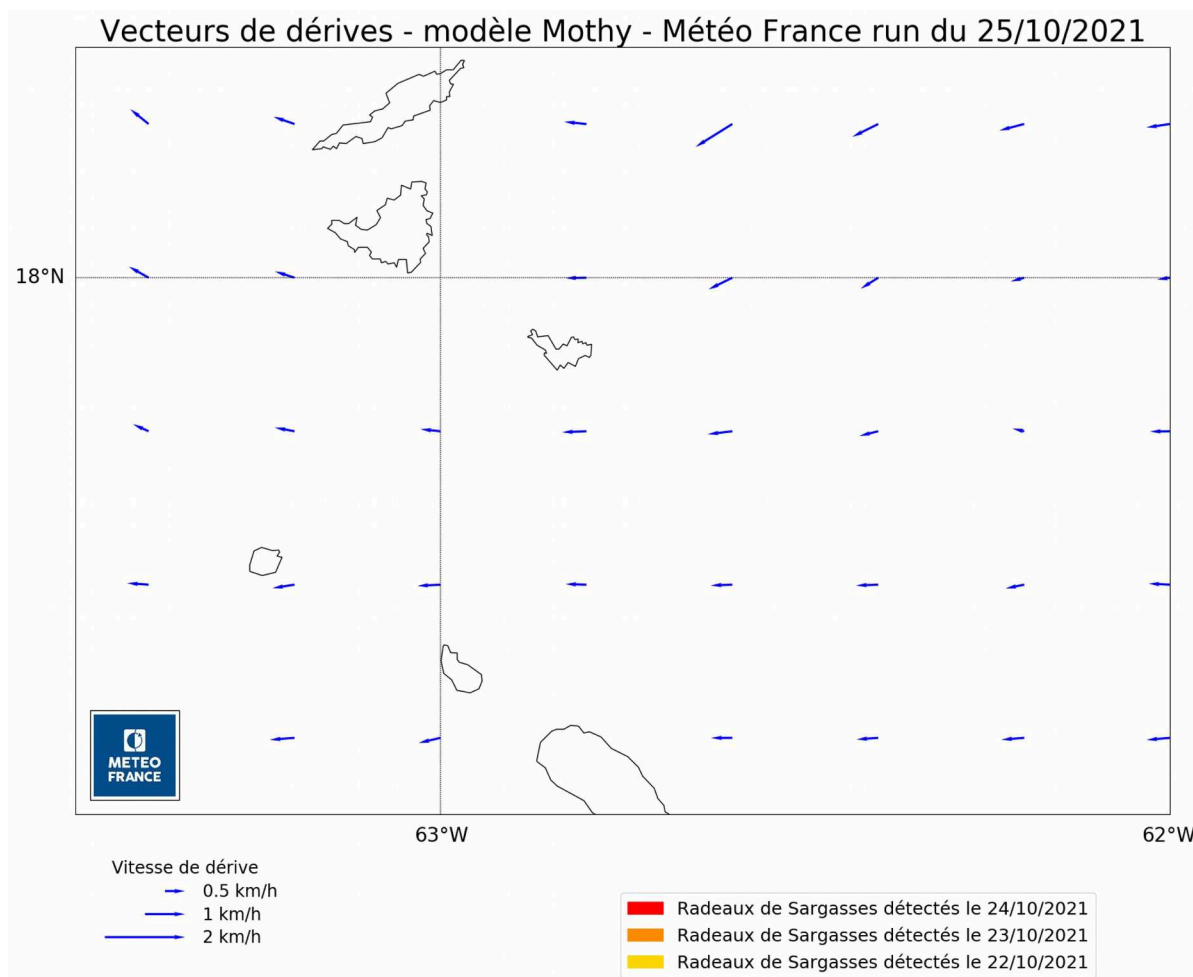 Vecteurs de dérives - modèle Mothy - Météo France run du 25/10/2021
18°N
METEO
FRANCE
63°W
62°W
Vitesse de dérive
0.5 km/h
1 km/h
2 km/h
Radeaux de Sargasses détectés le 24/10/2021
Radeaux de Sargasses détectés le 23/10/2021
Radeaux de Sargasses détectés le 22/10/2021